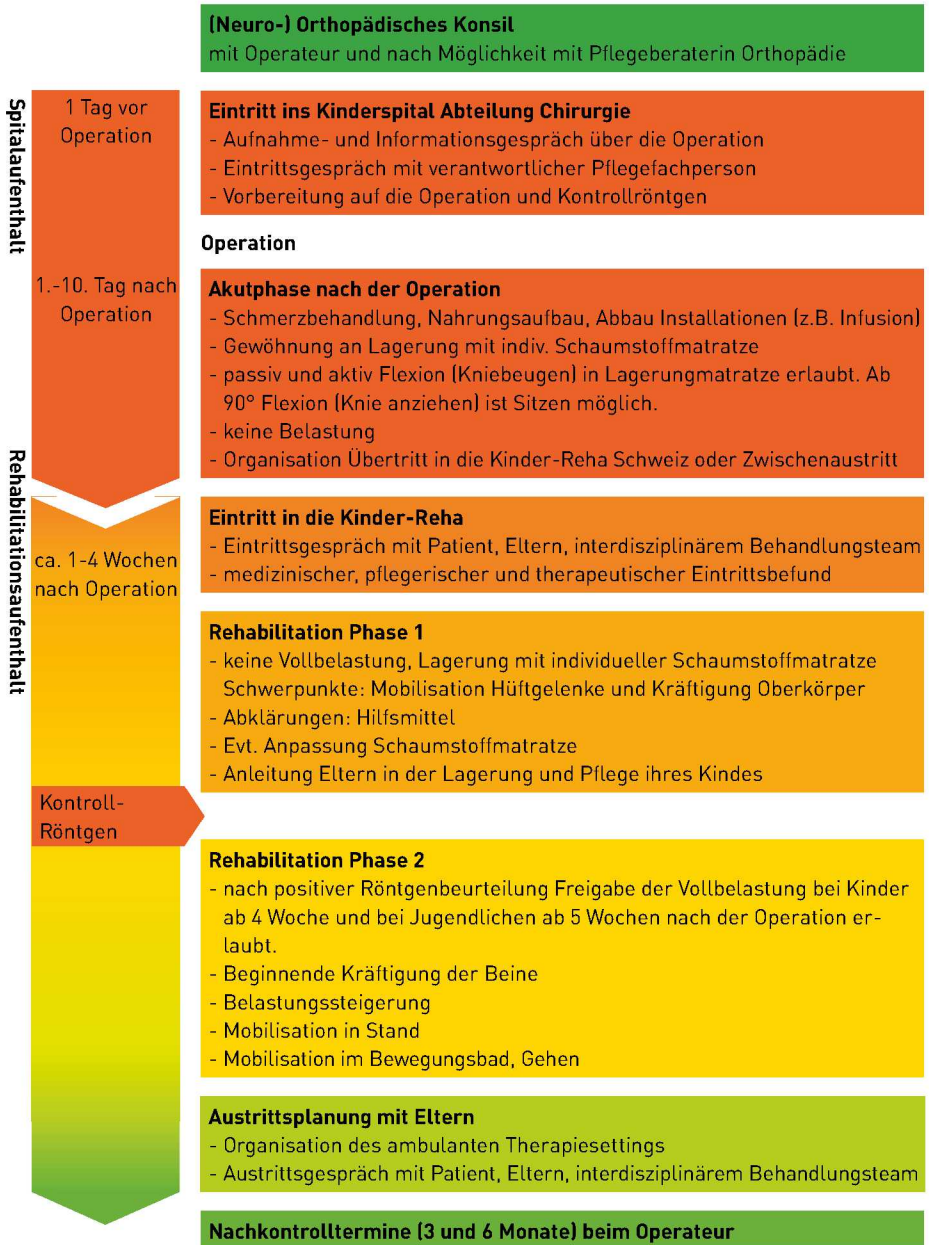 (Neuro-) Orthopädisches Konsil
mit Operateur und nach Möglichkeit mit Pflegeberaterin Orthopädie
Spitalaufenthalt
1 Tag vor
Operation
Eintritt ins Kinderspital Abteilung Chirurgie
- Aufnahme- und Informationsgespräch über die Operation
- Eintrittsgespräch mit verantwortlicher Pflegefachperson
- Vorbereitung auf die Operation und Kontrollröntgen
Operation
1.-10. Tag nach
Operation
Akutphase nach der Operation
- Schmerzbehandlung, Nahrungsaufbau, Abbau Installationen (z.B. Infusion)
- Gewöhnung an Lagerung mit indiv. Schaumstoffmatratze
- passiv und aktiv Flexion (Kniebeugen) in Lagerungmatratze erlaubt. Ab
90° Flexion (Knie anziehen) ist Sitzen möglich.
- keine Belastung
- Organisation Übertritt in die Kinder-Reha Schweiz oder Zwischenaustritt
Rehabilitationsaufenthalt
ca. 1-4 Wochen
nach Operation
Eintritt in die Kinder-Reha
- Eintrittsgespräch mit Patient, Eltern, interdisziplinärem Behandlungsteam
- medizinischer, pflegerischer und therapeutischer Eintrittsbefund
Rehabilitation Phase 1
- keine Vollbelastung, Lagerung mit individueller Schaumstoffmatratze
Schwerpunkte: Mobilisation Hüftgelenke und Kräftigung Oberkörper
- Abklärungen: Hilfsmittel
- Evt. Anpassung Schaumstoffmatratze
- Anleitung Eltern in der Lagerung und Pflege ihres Kindes
Kontroll-
Röntgen
Rehabilitation Phase 2
- nach positiver Röntgenbeurteilung Freigabe der Vollbelastung bei Kinder
ab 4 Woche und bei Jugendlichen ab 5 Wochen nach der Operation er-
laubt.
- Beginnende Kräftigung der Beine
- Belastungssteigerung
- Mobilisation in Stand
- Mobilisation im Bewegungsbad, Gehen
Austrittsplanung mit Eltern
- Organisation des ambulanten Therapiesettings
- Austrittsgespräch mit Patient, Eltern, interdisziplinärem Behandlungsteam
Nachkontrolltermine (3 und 6 Monate) beim Operateur